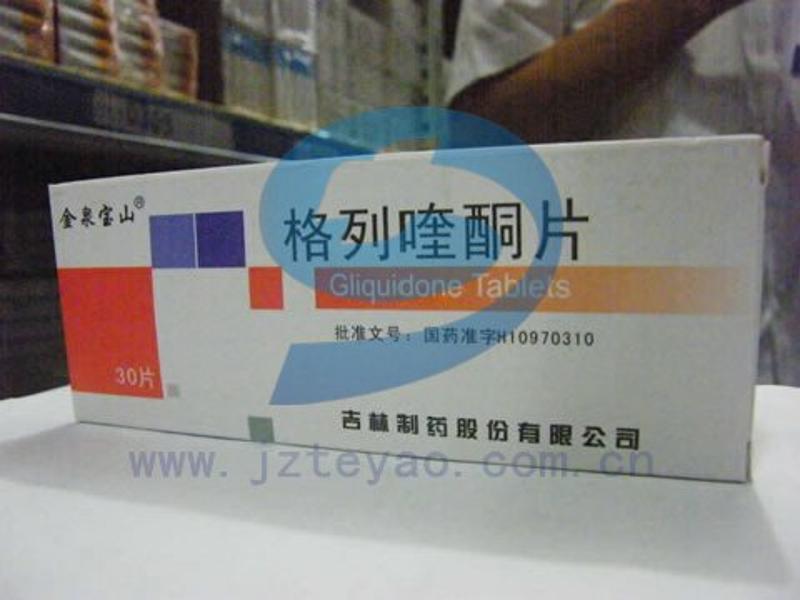 金泉宝山®
格列喹酮片
Gliquidone Tablets
批准文号：国药准字H10970310
30片
吉林制药股份有限公司
www.jzteyao.com.cn